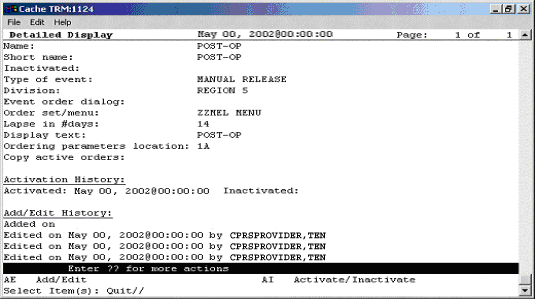 Cache TRM:1124
File Edit Help
Detailed Display May 00, 2002@00:00:00 Page: 1 of 1
Name: POST-OP
Short name: POST-OP
Inactivated:
Type of event: MANUAL RELEASE
Division: REGION 5
Event order dialog:
Order set/menu: ZZMEL MENU
Lapse in #days: 14
Display text: POST-OP
Ordering parameters location: 1A
Copy active orders:
Activation History:
Activated: May 00, 2002@00:00:00 Inactivated:
Add/Edit History:
Added on
Edited on May 00, 2002@00:00:00 by CPRSPROVIDER,TEN
Edited on May 00, 2002@00:00:00 by CPRSPROVIDER,TEN
Edited on May 00, 2002@00:00:00 by CPRSPROVIDER,TEN
Enter ?? for more actions
AE Add/Edit AI Activate/Inactivate
Select Item(s): Quit//